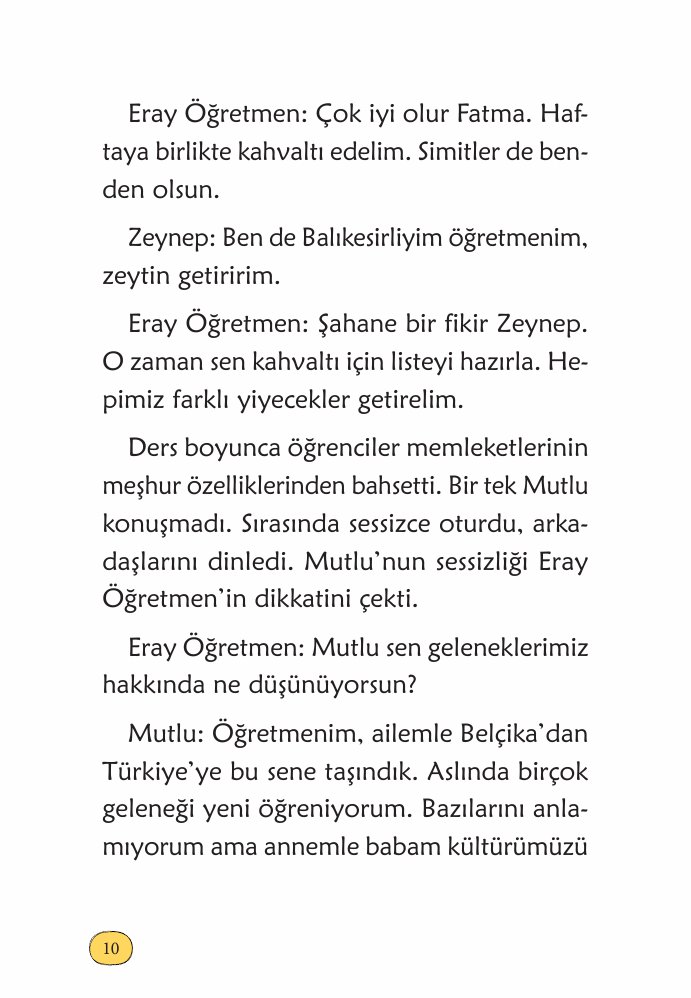 Eray Öğretmen: Çok iyi olur Fatma. Haf-
taya birlikte kahvaltı edelim. Simitler de ben-
den olsun.
Zeynep: Ben de Balıkesirliyim öğretmenim,
zeytin getiririm.
Eray Öğretmen: Şahane bir fikir Zeynep.
O zaman sen kahvaltı için listeyi hazırla. He-
pimiz farklı yiyecekler getirelim.
Ders boyunca öğrenciler memleketlerinin
meşhur özelliklerinden bahsetti. Bir tek Mutlu
konuşmadı. Sırasında sessizce oturdu, arka-
daşlarını dinledi. Mutlu’nun sessizliği Eray
Öğretmen’in dikkatini çekti.
Eray Öğretmen: Mutlu sen geleneklerimiz
hakkında ne düşünüyorsun?
Mutlu: Öğretmenim, ailemle Belçika’dan
Türkiye’ye bu sene taşındık. Aslında birçok
geleneği yeni öğreniyorum. Bazılarını anla-
mıyorum ama annemle babam kültürümüzü
10